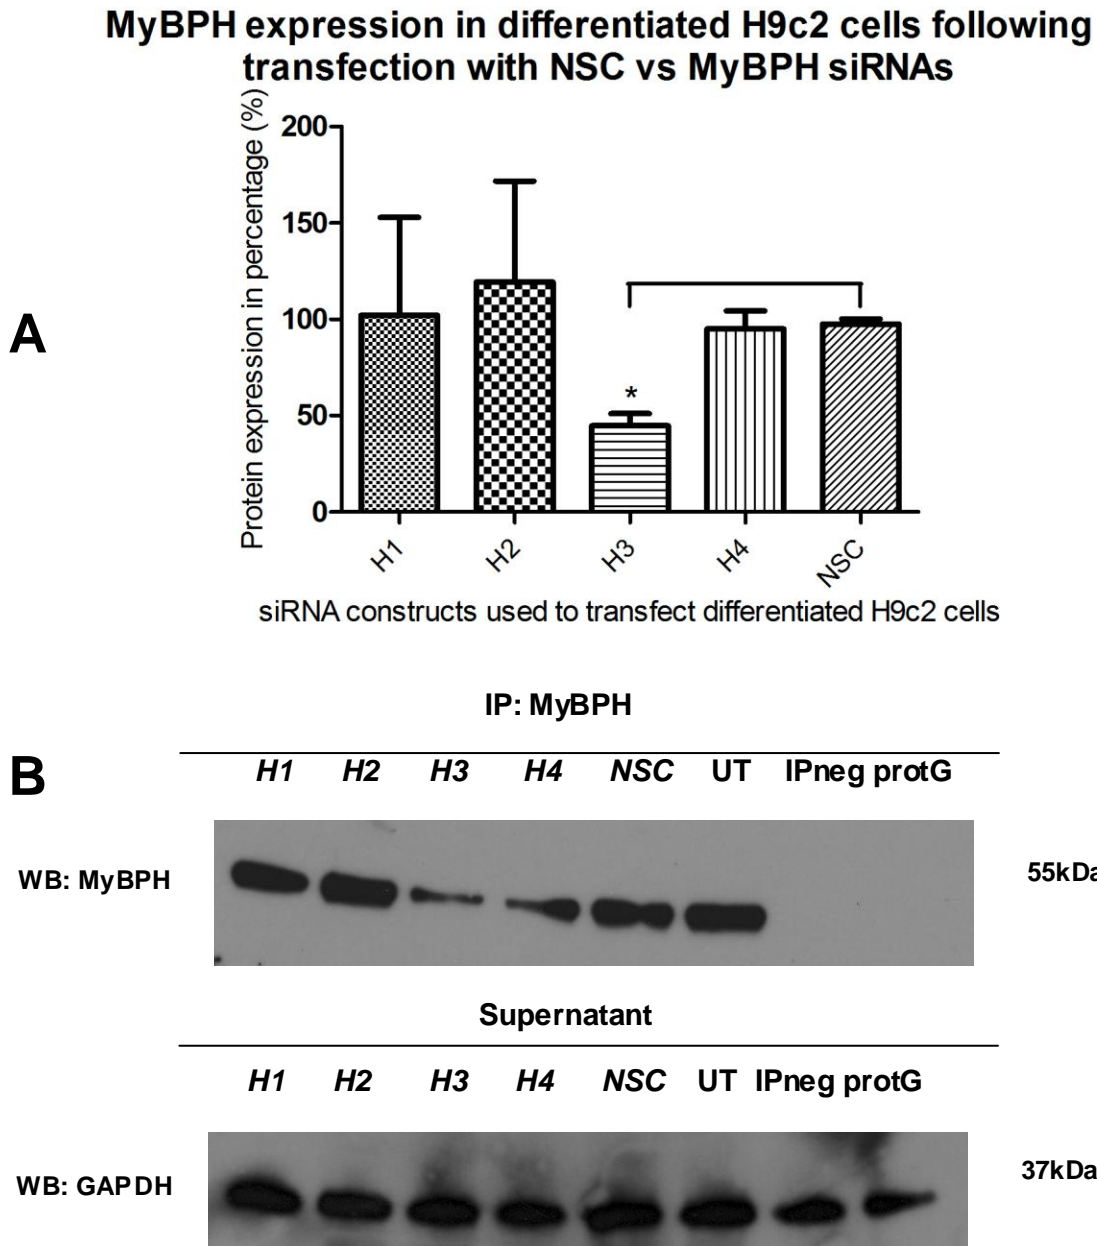 MyBPH expression in differentiated H9c2 cells following
transfection with NSC vs MyBPH siRNAs
A
Protein expression in percentage (%)
200
150
100
50
0
*
H1
H2
H3
H4
NSC
siRNA constructs used to transfect differentiated H9c2 cells
B
IP: MyBPH
H1 H2 H3 H4 NSC UT IPneg protG
WB: MyBPH
55kDa
Supernatant
H1 H2 H3 H4 NSC UT IPneg protG
WB: GAPDH
37kDa